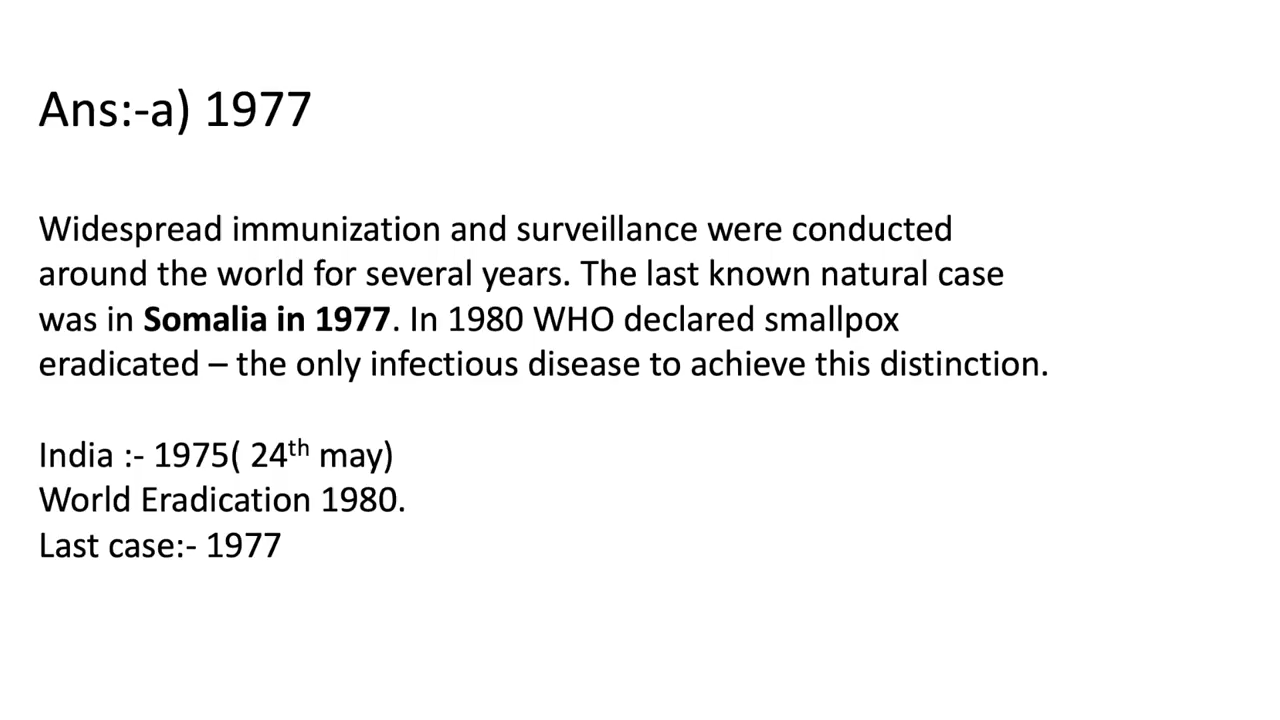 Ans:-a) 1977
Widespread immunization and surveillance were conducted
around the world for several years. The last known natural case
was in Somalia in 1977. In 1980 WHO declared smallpox
eradicated – the only infectious disease to achieve this distinction.
India :- 1975( 24th may)
World Eradication 1980.
Last case:- 1977